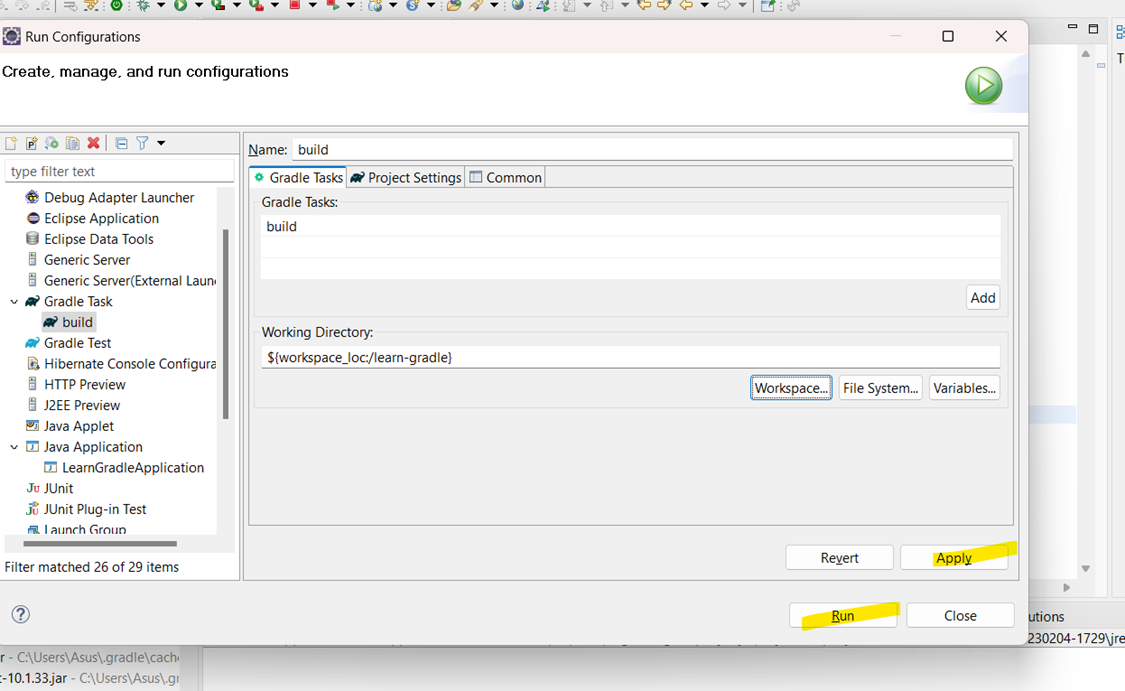 Run Configurations
Create, manage, and run configurations
type filter text
Debug Adapter Launcher
Eclipse Application
Eclipse Data Tools
Generic Server
Generic Server(External Laun
Gradle Task
build
Gradle Test
Hibernate Console Configura
HTTP Preview
J2EE Preview
Java Applet
Java Application
LearnGradleApplication
JUnit
JUnit Plug-in Test
Launch Group
Filter matched 26 of 29 items
Name: build
Gradle Tasks Project Settings Common
Gradle Tasks:
build
Add
Working Directory:
${workspace_loc:/learn-gradle}
Workspace... File System... Variables...
Revert Apply
Run Close
utions
230204-1729\jre
r - C:\Users\Asus\.gradle\cache
t-10.1.33.jar - C:\Users\Asus\.gr